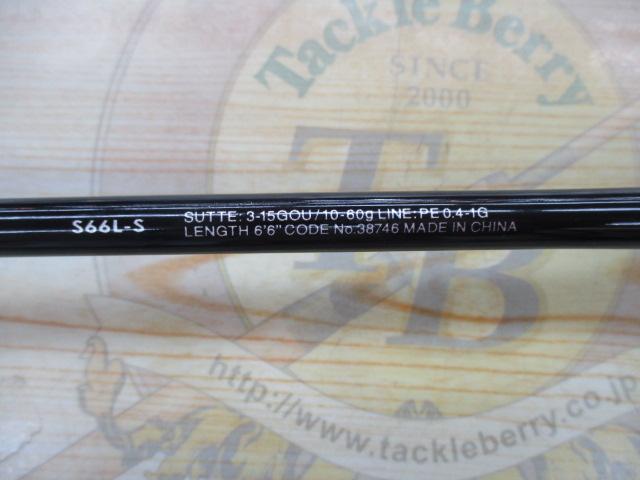 Tackle Berry
SINCE
2000
TB
S66L-S
SUTTE: 3-15GOU/10-60g LINE: PE 0.4-1G
LENGTH 6'6" CODE No.38746 MADE IN CHINA
http://www.tackleberry.co.jp